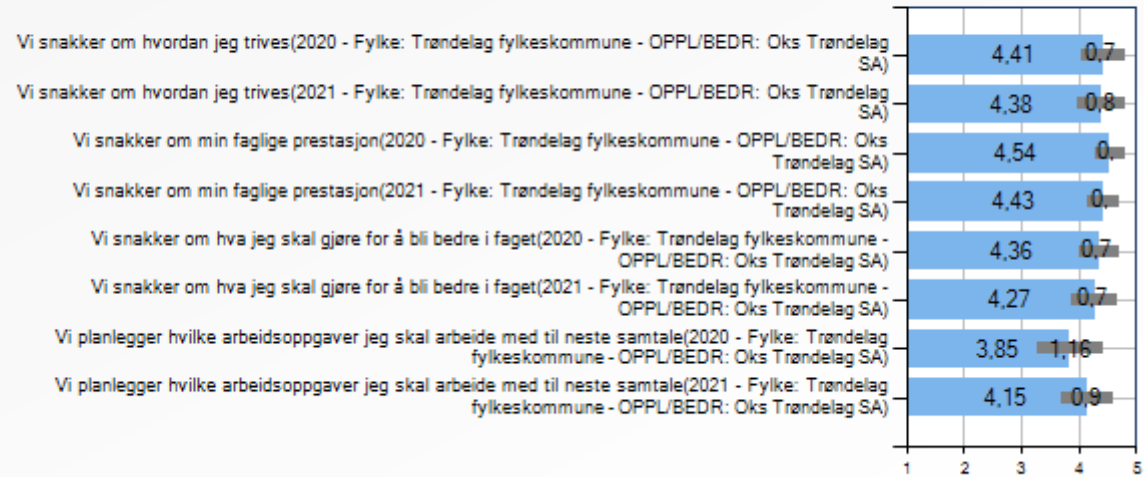 Vi snakker om hvordan jeg trives(2020 - Fylke: Trøndelag fylkeskommune - OPPL/BEDR: Oks Trøndelag
SA)
4,41 0,7
Vi snakker om hvordan jeg trives(2021 - Fylke: Trøndelag fylkeskommune - OPPL/BEDR: Oks Trøndelag
SA)
4,38 0,8
Vi snakker om min faglige prestasjon(2020 - Fylke: Trøndelag fylkeskommune - OPPL/BEDR: Oks
Trøndelag SA)
4,54 0,
Vi snakker om min faglige prestasjon(2021 - Fylke: Trøndelag fylkeskommune - OPPL/BEDR: Oks
Trøndelag SA)
4,43 0,
Vi snakker om hva jeg skal gjøre for å bli bedre i faget(2020 - Fylke: Trøndelag fylkeskommune -
OPPL/BEDR: Oks Trøndelag SA)
4,36 0,7
Vi snakker om hva jeg skal gjøre for å bli bedre i faget(2021 - Fylke: Trøndelag fylkeskommune -
OPPL/BEDR: Oks Trøndelag SA)
4,27 0,7
Vi planlegger hvilke arbeidsoppgaver jeg skal arbeide med til neste samtale(2020 - Fylke: Trøndelag
fylkeskommune - OPPL/BEDR: Oks Trøndelag SA)
3,85 1,16
Vi planlegger hvilke arbeidsoppgaver jeg skal arbeide med til neste samtale(2021 - Fylke: Trøndelag
fylkeskommune - OPPL/BEDR: Oks Trøndelag SA)
4,15 0,9
1 2 3 4 5